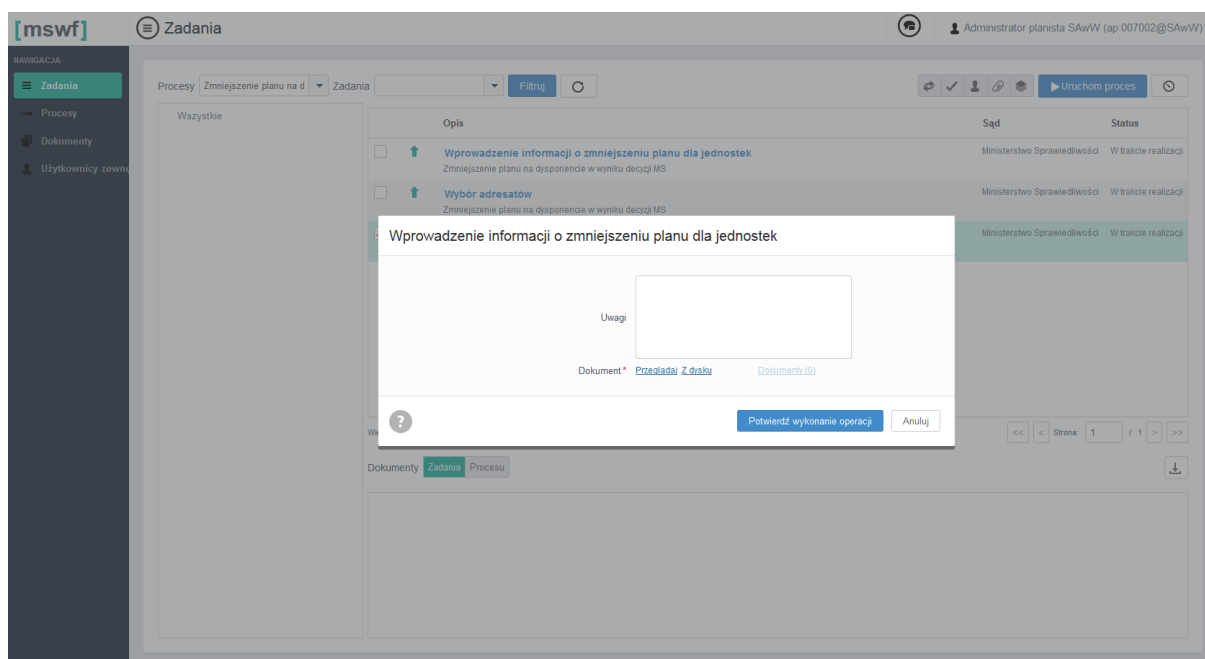 [mswf]
Zadania
Administrator planista SAwW (ap:007002@SAwW)
NAWIGACJA
Zadania
Procesy
Dokumenty
Użytkownicy zewnę
Procesy Zmniejszenie planu na d Zadania Filtruj Uruchom proces
Wszystkie
Opis Sąd Status
Wprowadzenie informacji o zmniejszeniu planu dla jednostek Ministerstwo Sprawiedliwości W trakcie realizacji
Zmniejszenie planu na dysponencie w wyniku decyzji MS
Wybór adresatów Ministerstwo Sprawiedliwości W trakcie realizacji
Zmniejszenie planu na dysponencie w wyniku decyzji MS
Ministerstwo Sprawiedliwości W trakcie realizacji
Wprowadzenie informacji o zmniejszeniu planu dla jednostek
Uwagi
Dokument * Przeglądaj Z dysku Dokumenty (0)
? Potwierdź wykonanie operacji Anuluj
<< < Strona: 1 / 1 > >>
Dokumenty Zadania Procesu